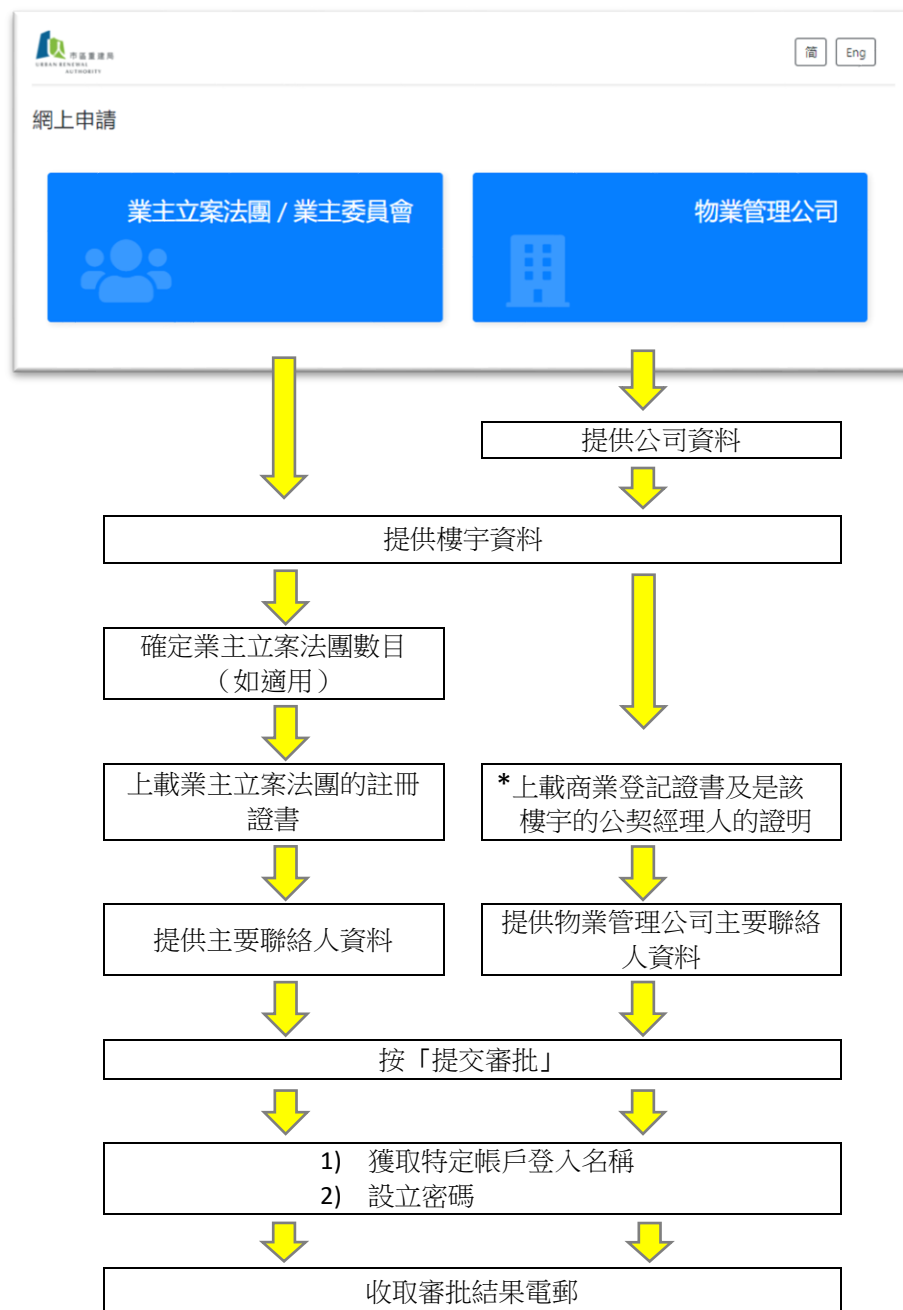 市區重建局
URBAN RENEWAL
AUTHORITY
简
Eng
網上申請
業主立案法團 / 業主委員會
物業管理公司
提供公司資料
提供樓宇資料
確定業主立案法團數目
（如適用）
上載業主立案法團的註冊
證書
*上載商業登記證書及是該
樓宇的公契經理人的證明
提供主要聯絡人資料
提供物業管理公司主要聯絡
人資料
按「提交審批」
1) 獲取特定帳戶登入名稱
2) 設立密碼
收取審批結果電郵